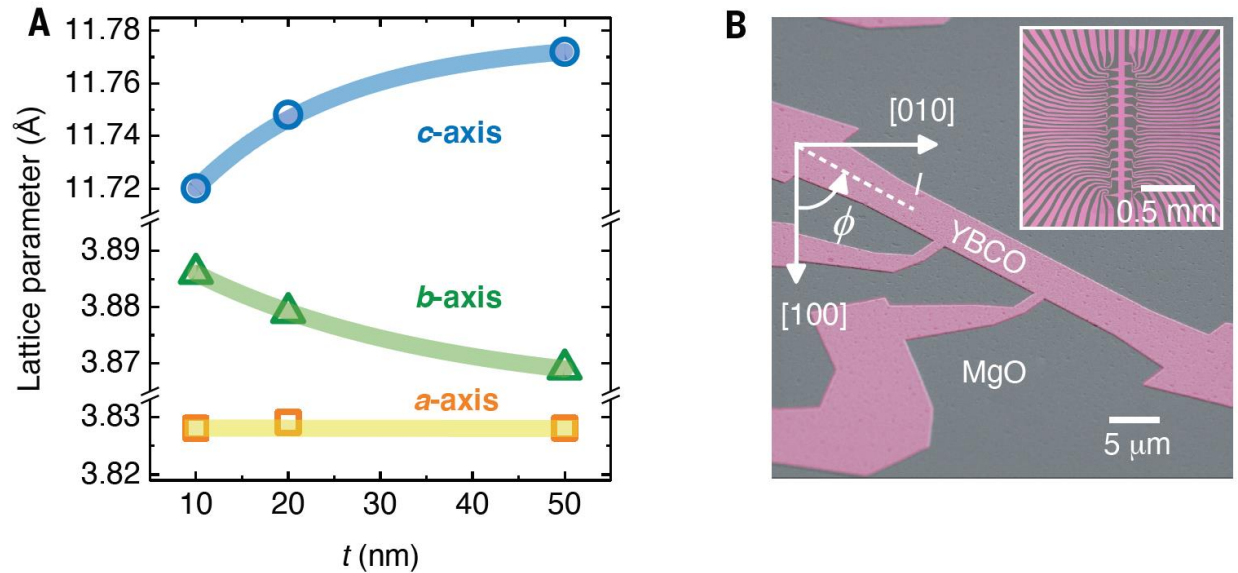 A
11.78
11.76
11.74
11.72
3.89
3.88
3.87
3.83
3.82
Lattice parameter (Å)
c-axis
b-axis
a-axis
10 20 30 40 50
t (nm)
B
[010]
l
ϕ
YBCO
[100]
MgO
5 μm
0.5 mm